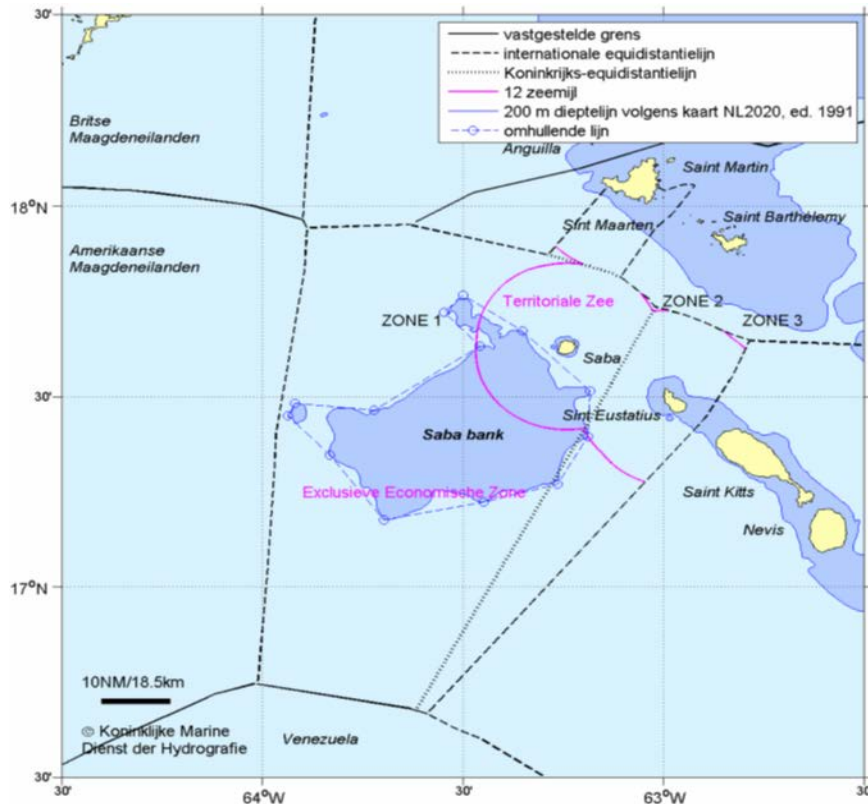 30'
vastgestelde grens
internationale equidistantielijn
Koninkrijks-equidistantielijn
12 zeemijl
200 m dieptelijn volgens kaart NL2020, ed. 1991
omhullende lijn
Britse
Maagdeneilanden
Anguilla
Saint Martin
18°N
Sint Maarten
Saint Barthélemy
Amerikaanse
Maagdeneilanden
Territoriale Zee
ZONE 2
ZONE 1
ZONE 3
Saba
30'
Sint Eustatius
Saba bank
Exclusieve Economische Zone
Saint Kitts
Nevis
17°N
10NM/18.5km
© Koninklijke Marine
Dienst der Hydrografie
Venezuela
30'
30'
64°W
30'
63°W
30'